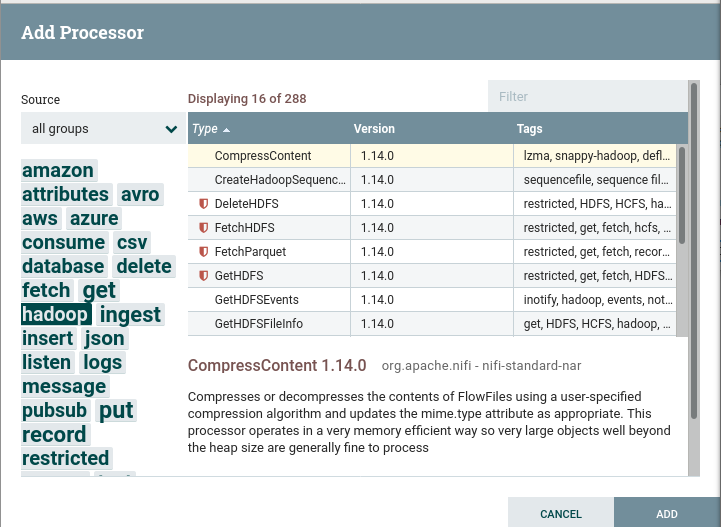 Add Processor
Source
Displaying 16 of 288
Filter
all groups
Type Version Tags
CompressContent 1.14.0 lzma, snappy-hadoop, defl...
CreateHadoopSequenc... 1.14.0 sequencefile, sequence fil...
DeleteHDFS 1.14.0 restricted, HDFS, HCFS, ha...
FetchHDFS 1.14.0 restricted, get, fetch, hcfs, ...
FetchParquet 1.14.0 restricted, get, fetch, recor...
GetHDFS 1.14.0 restricted, get, fetch, HDFS...
GetHDFSEvents 1.14.0 inotify, hadoop, events, not...
GetHDFSFileInfo 1.14.0 get, HDFS, HCFS, hadoop, ...
amazon
attributes avro
aws azure
consume csv
database delete
fetch get
hadoop ingest
insert json
listen logs
message
pubsub put
record
restricted
CompressContent 1.14.0 org.apache.nifi - nifi-standard-nar
Compresses or decompresses the contents of FlowFiles using a user-specified
compression algorithm and updates the mime.type attribute as appropriate. This
processor operates in a very memory efficient way so very large objects well beyond
the heap size are generally fine to process
CANCEL ADD